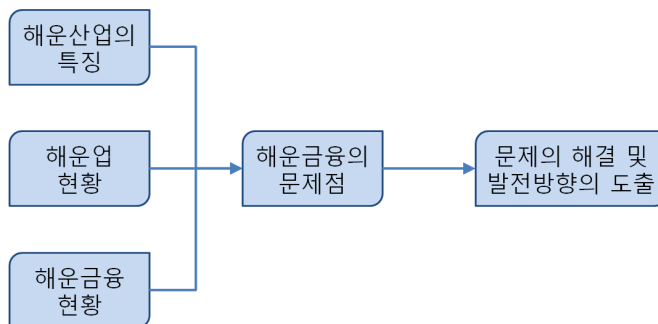 해운산업의
특징
해운업
현황
해운금융
현황
해운금융의
문제점
문제의 해결 및
발전방향의 도출